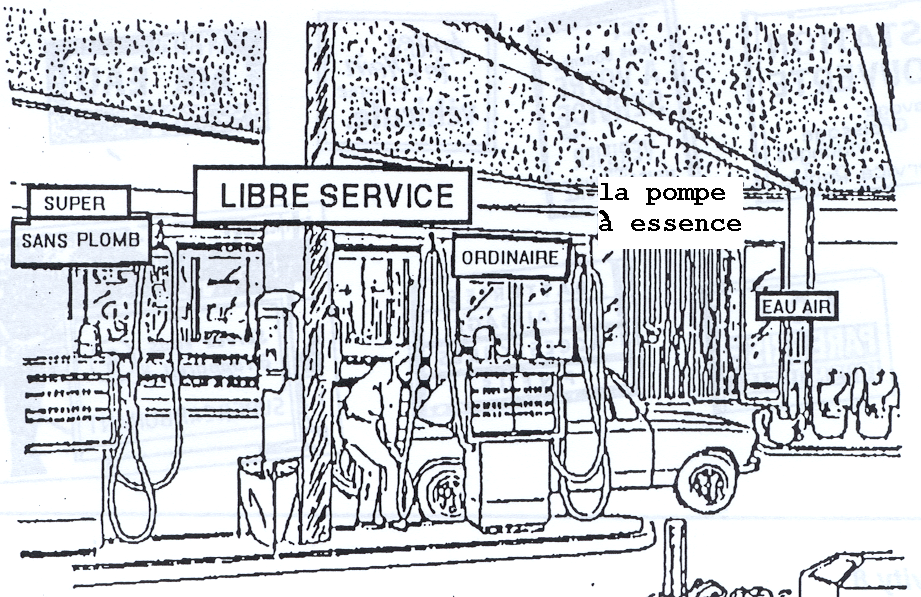 SUPER
SANS PLOMB
LIBRE SERVICE
ORDINAIRE
la pompe
à essence
EAU AIR